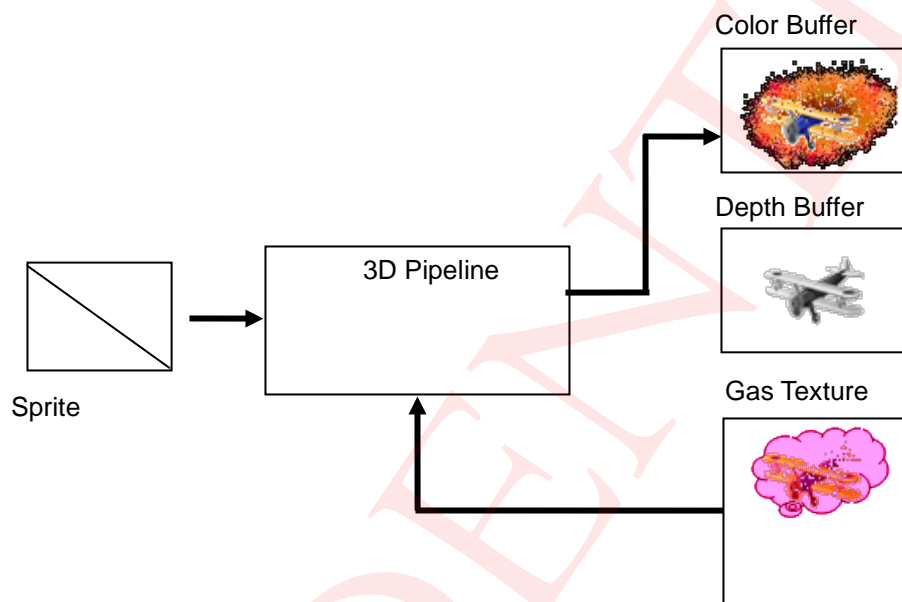 Color Buffer
Depth Buffer
3D Pipeline
Gas Texture
Sprite